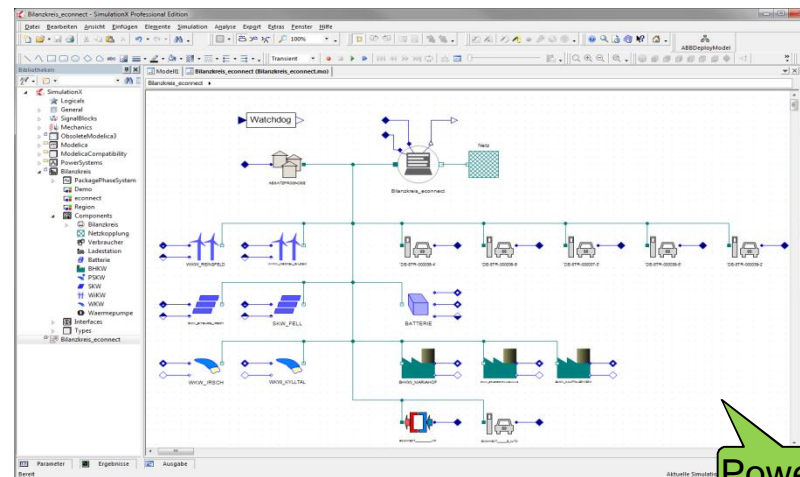 Bilanzkreis_econnect - SimulationX Professional Edition
Datei Bearbeiten Ansicht Einfügen Elemente Simulation Analyse Export Extras Fenster Hilfe
100%
ABBDeployModel
Transient
Bibliotheken
Modell1 Bilanzkreis_econnect (Bilanzkreis_econnect.mo)
Bilanzkreis_econnect
SimulationX
Logicals
General
SignalBlocks
Mechanics
ObsoleteModelica3
Modelica
ModelicaCompatibility
PowerSystems
Bilanzkreis
PackagePhaseSystem
Demo
econnect
Region
Components
Bilanzkreis
Netzkopplung
Verbraucher
Ladestation
Batterie
BHKW
PSKW
SKW
WiKW
WKW
Waermepumpe
Interfaces
Types
Bilanzkreis_econnect
Watchdog
Netz
Bilanzkreis_econnect
SKW_FELL
BATTERIE
WKW_IRSCH
WKW_KYLLTAL
BHKW_MARIAHOF
Parameter Ergebnisse Ausgabe
Bereit
Aktuelle Simulatio
Powe